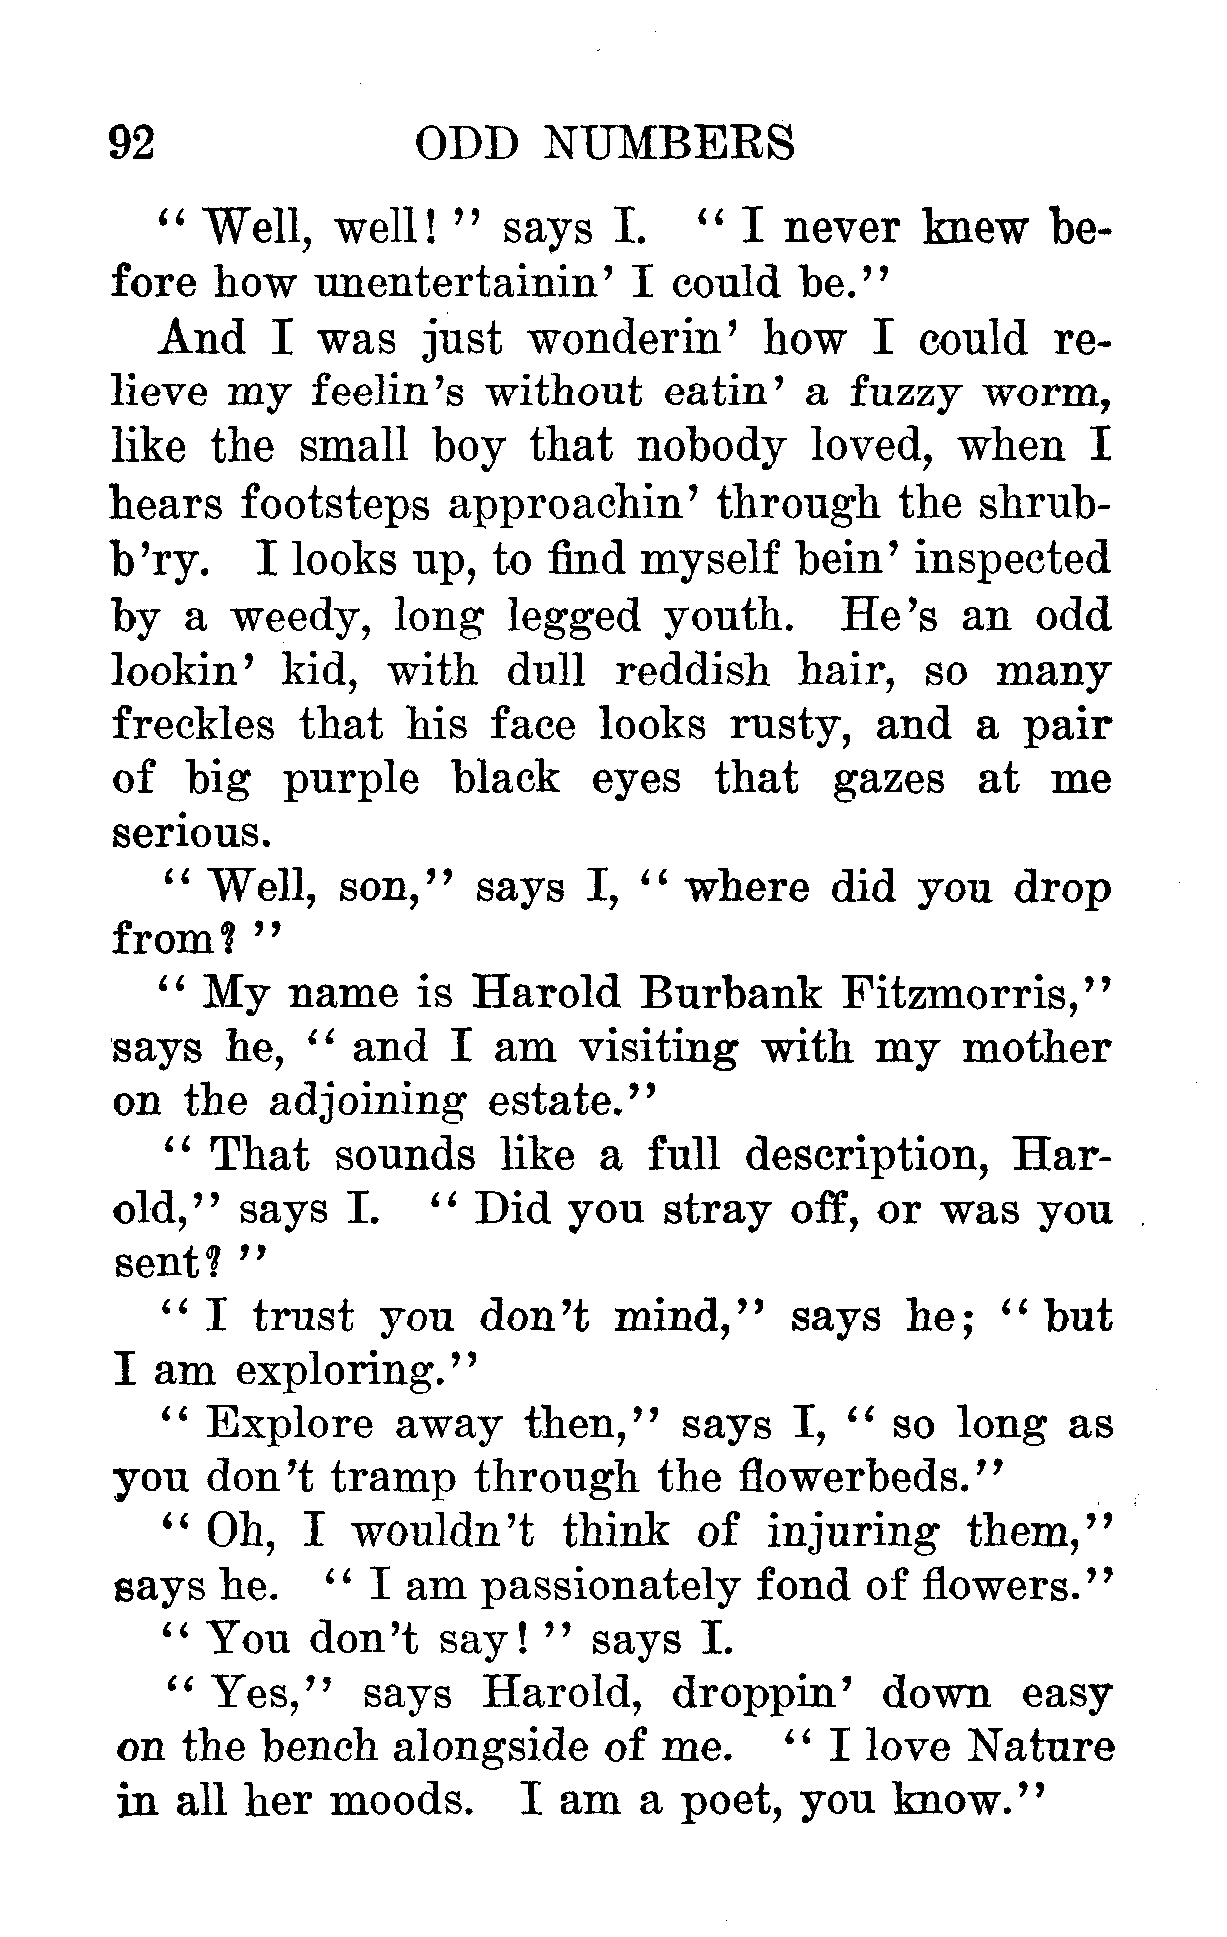 92 ODD NUMBERS
“ Well, well! ” says I. “ I never knew be-
fore how unentertainin’ I could be.”
And I was just wonderin’ how I could re-
lieve my feelin’s without eatin’ a fuzzy worm,
like the small boy that nobody loved, when I
hears footsteps approachin’ through the shrub-
b’ry. I looks up, to find myself bein’ inspected
by a weedy, long legged youth. He’s an odd
lookin’ kid, with dull reddish hair, so many
freckles that his face looks rusty, and a pair
of big purple black eyes that gazes at me
serious.
“ Well, son,” says I, “ where did you drop
from? ”
“ My name is Harold Burbank Fitzmorris,”
says he, “ and I am visiting with my mother
on the adjoining estate.”
“ That sounds like a full description, Har-
old,” says I. “ Did you stray off, or was you
sent? ”
“ I trust you don’t mind,” says he; “ but
I am exploring.”
“ Explore away then,” says I, “ so long as
you don’t tramp through the flowerbeds.”
“ Oh, I wouldn’t think of injuring them,”
says he. “ I am passionately fond of flowers.”
“ You don’t say! ” says I.
“ Yes,” says Harold, droppin’ down easy
on the bench alongside of me. “ I love Nature
in all her moods. I am a poet, you know.”